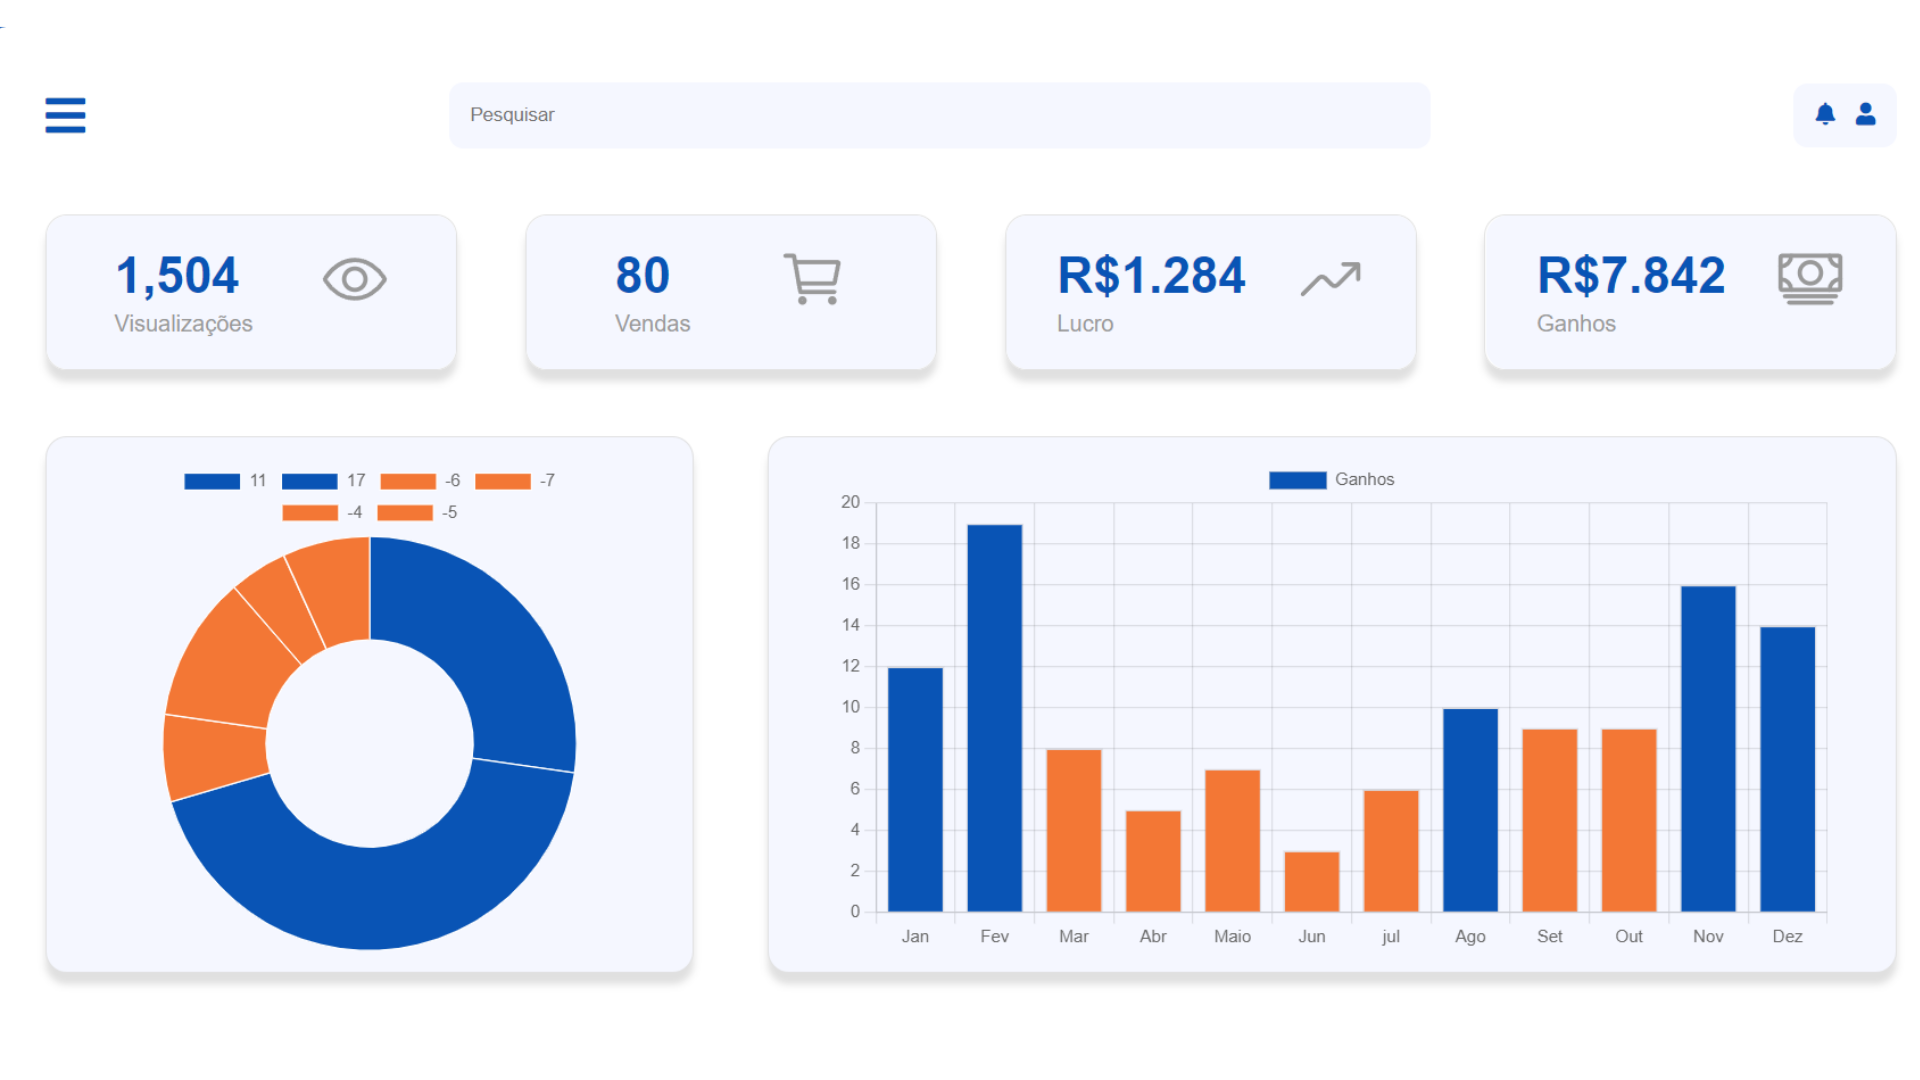 Pesquisar
1,504
Visualizações
80
Vendas
R$1.284
Lucro
R$7.842
Ganhos
11 17 -6 -7
-4 -5
Ganhos
20
18
16
14
12
10
8
6
4
2
0
Jan Fev Mar Abr Maio Jun jul Ago Set Out Nov Dez